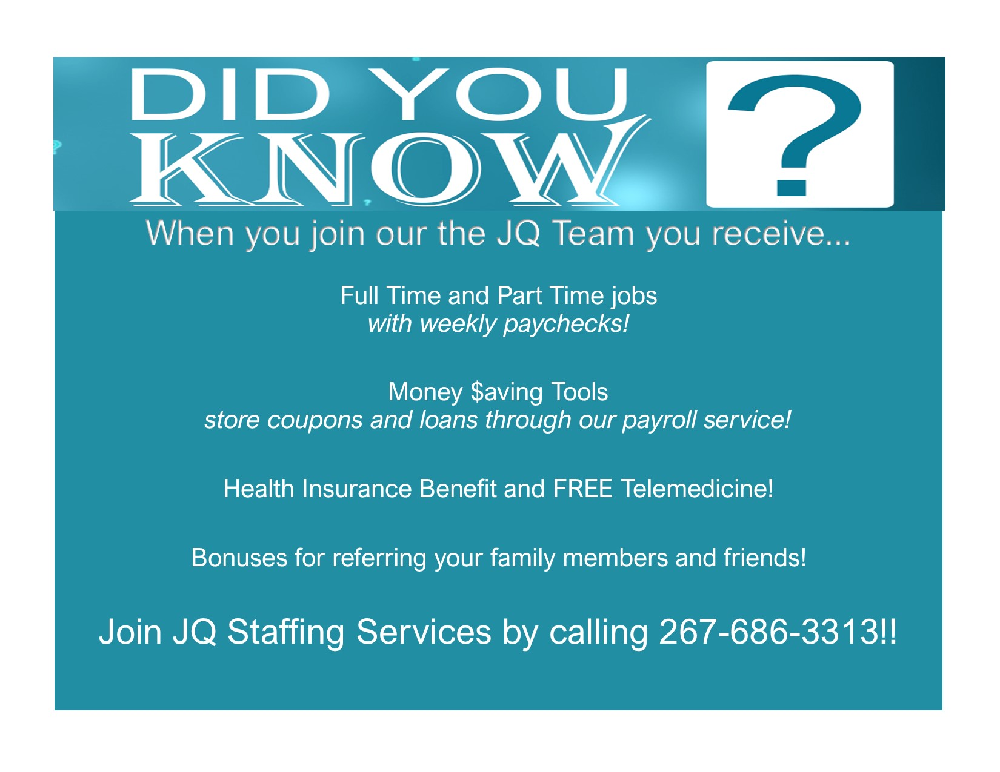 DID YOU
KNOW
?
When you join our the JQ Team you receive...
Full Time and Part Time jobs
with weekly paychecks!
Money $aving Tools
store coupons and loans through our payroll service!
Health Insurance Benefit and FREE Telemedicine!
Bonuses for referring your family members and friends!
Join JQ Staffing Services by calling 267-686-3313!!